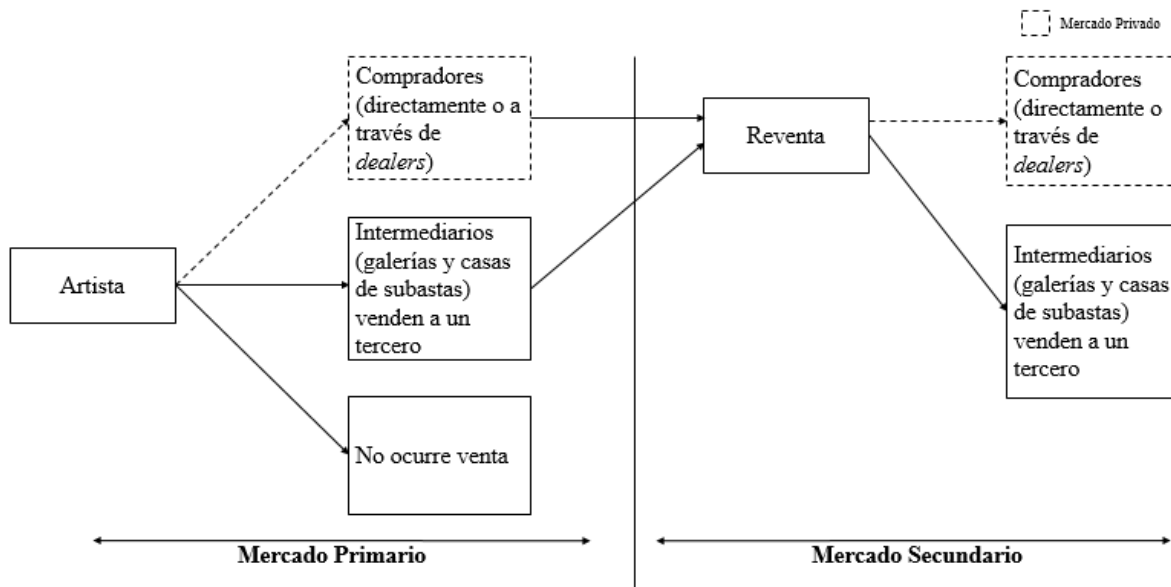 Mercado Privado
Compradores
(directamente o a
través de
dealers)
Intermediarios
(galerías y casas
de subastas)
venden a un
tercero
Artista
No ocurre venta
Reventa
Compradores
(directamente o
través de
dealers)
Intermediarios
(galerías y casas
de subastas)
venden a un
tercero
Mercado Primario
Mercado Secundario